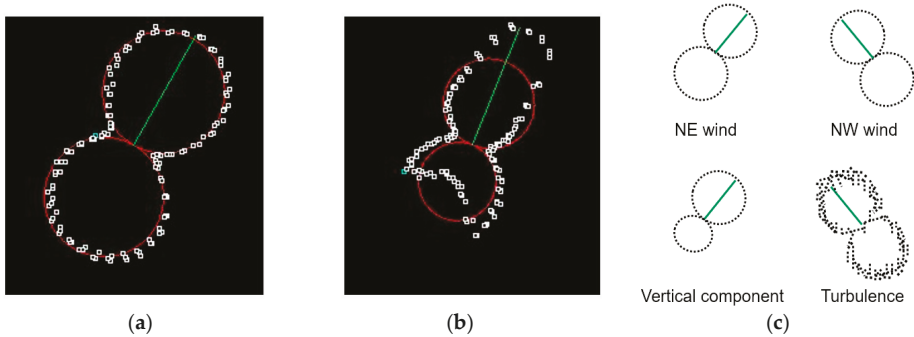 NE wind
NW wind
Vertical component
Turbulence
(a)
(b)
(c)